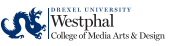 DREXEL UNIVERSITY
Westphal
College of Media Arts & Design